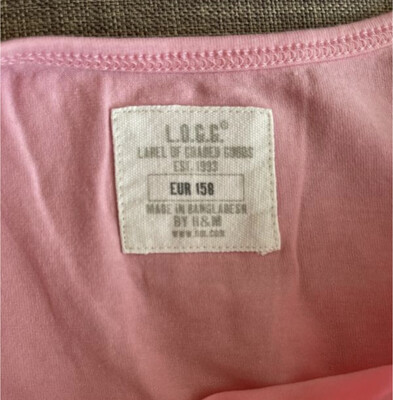 L.O.G.G.®
LABEL OF GRADED GOODS
EST. 1993
EUR 158
MADE IN BANGLADESH
BY H&M
www.hm.com